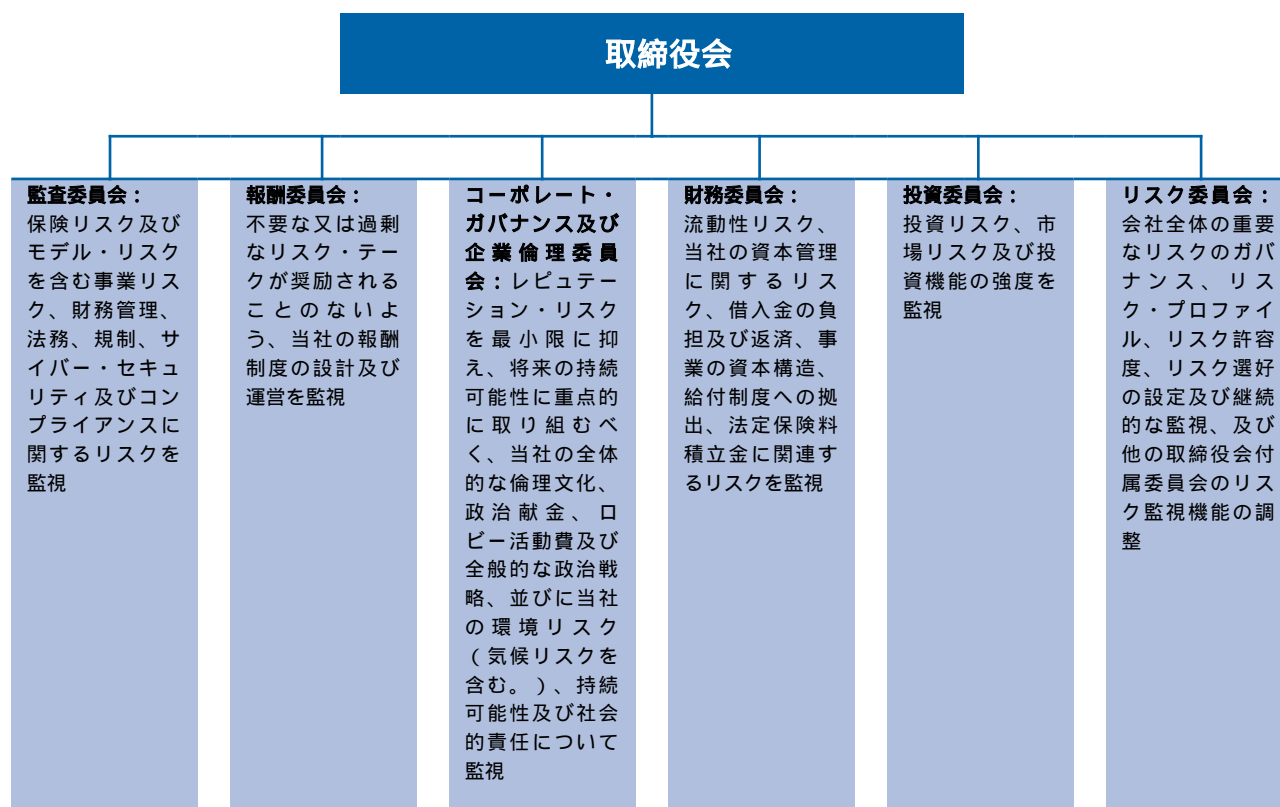 取締役会
監査委員会：
保険リスク及び
モデル・リスク
を含む事業リス
ク、財務管理、
法務、規制、サ
イバー・セキュ
リティ及びコン
プライアンスに
関するリスクを
監視
報酬委員会：
不要な又は過剰
なリスク・テー
クが奨励される
ことのないよ
う、当社の報酬
制度の設計及び
運営を監視
コーポレート・
ガバナンス及び
企業倫理委員
会：レピュテー
ション・リスク
を最小限に抑
え、将来の持続
可能性に重点的
に取り組むべ
く、当社の全体
的な倫理文化、
政治献金、ロ
ビー活動費及び
全般的な政治戦
略、並びに当社
の環境リスク
（気候リスクを
含む。）、持続
可能性及び社会
的責任について
監視
財務委員会：
流動性リスク、
当社の資本管理
に関するリス
ク、借入金の負
担及び返済、事
業の資本構造、
給付制度への拠
出、法定保険料
積立金に関連す
るリスクを監視
投資委員会：
投資リスク、市
場リスク及び投
資機能の強度を
監視
リスク委員会：
会社全体の重要
なリスクのガバ
ナンス、リス
ク・プロファイ
ル、リスク許容
度、リスク選好
の設定及び継続
的な監視、及び
他の取締役会付
属委員会のリス
ク監視機能の調
整